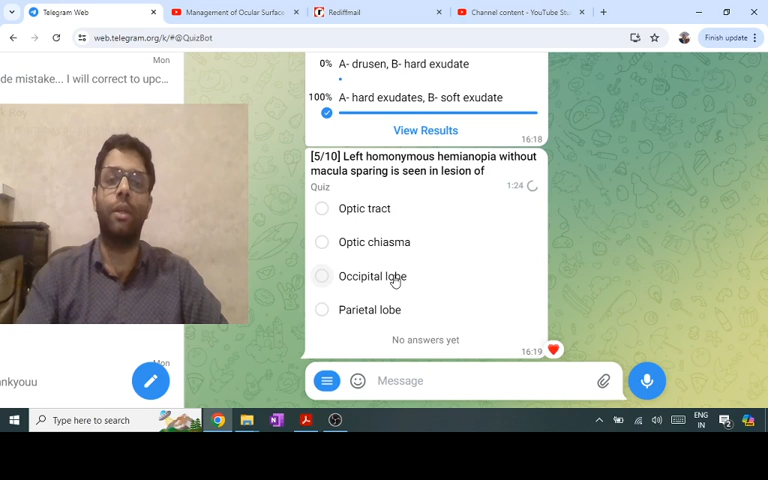 Telegram Web
Management of Ocular Surface
Rediffmail
Channel content - YouTube Stu
web.telegram.org/k/#@QuizBot
Finish update
Mon
de mistake... I will correct to upc...
0% A- drusen, B- hard exudate
100% A- hard exudates, B- soft exudate
View Results
16:18
[5/10] Left homonymous hemianopia without
macula sparing is seen in lesion of
Quiz
1:24
Optic tract
Optic chiasma
Occipital lobe
Parietal lobe
No answers yet
16:19
Mon
ankyouu
Message
Type here to search
ENG
IN
2